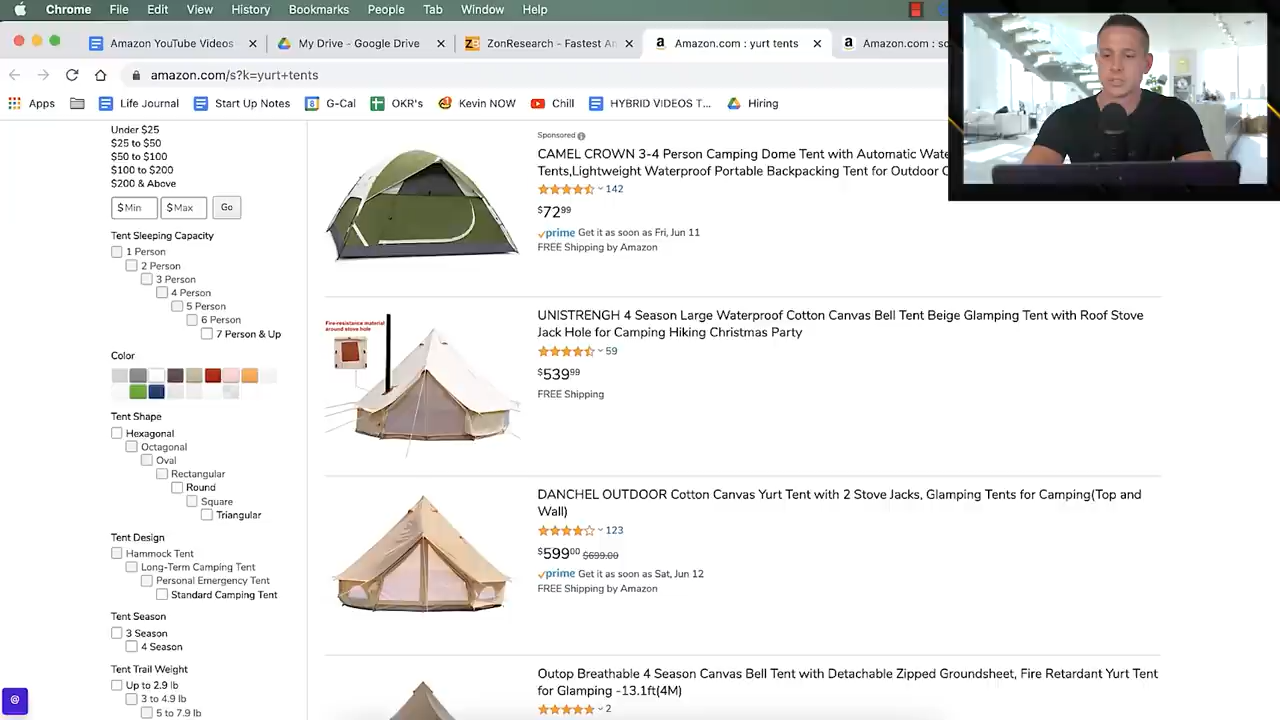 Chrome File Edit View History Bookmarks People Tab Window Help
Amazon YouTube Videos × My Drive - Google Drive × ZonResearch - Fastest An × Amazon.com : yurt tents × Amazon.com : so
amazon.com/s?k=yurt+tents
Apps Life Journal Start Up Notes G-Cal OKR's Kevin NOW Chill HYBRID VIDEOS T... Hiring
Under $25
$25 to $50
$50 to $100
$100 to $200
$200 & Above
$ Min $ Max Go
Tent Sleeping Capacity
1 Person
2 Person
3 Person
4 Person
5 Person
6 Person
7 Person & Up
Color
Tent Shape
Hexagonal
Octagonal
Oval
Rectangular
Round
Square
Triangular
Tent Design
Hammock Tent
Long-Term Camping Tent
Personal Emergency Tent
Standard Camping Tent
Tent Season
3 Season
4 Season
Tent Trail Weight
Up to 2.9 lb
3 to 4.9 lb
5 to 7.9 lb
Sponsored
CAMEL CROWN 3-4 Person Camping Dome Tent with Automatic Wate
Tents,Lightweight Waterproof Portable Backpacking Tent for Outdoor C
142
$72.99
prime Get it as soon as Fri, Jun 11
FREE Shipping by Amazon
Fire-resistance material
around stove hole
UNISTRENGH 4 Season Large Waterproof Cotton Canvas Bell Tent Beige Glamping Tent with Roof Stove
Jack Hole for Camping Hiking Christmas Party
59
$539.99
FREE Shipping
DANCHEL OUTDOOR Cotton Canvas Yurt Tent with 2 Stove Jacks, Glamping Tents for Camping(Top and
Wall)
123
$599.00 $699.00
prime Get it as soon as Sat, Jun 12
FREE Shipping by Amazon
Outop Breathable 4 Season Canvas Bell Tent with Detachable Zipped Groundsheet, Fire Retardant Yurt Tent
for Glamping -13.1ft(4M)
2
@